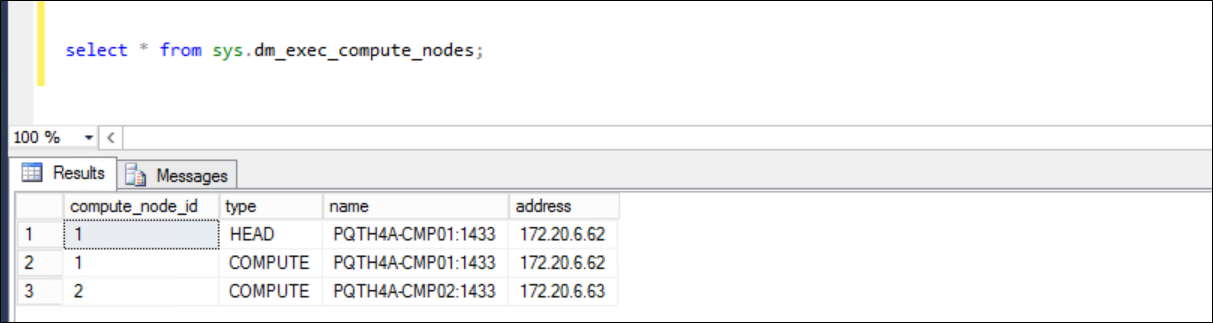 select * from sys.dm_exec_compute_nodes;
100 %
Results Messages
compute_node_id type name address
1 1 HEAD PQTH4A-CMP01:1433 172.20.6.62
2 1 COMPUTE PQTH4A-CMP01:1433 172.20.6.62
3 2 COMPUTE PQTH4A-CMP02:1433 172.20.6.63